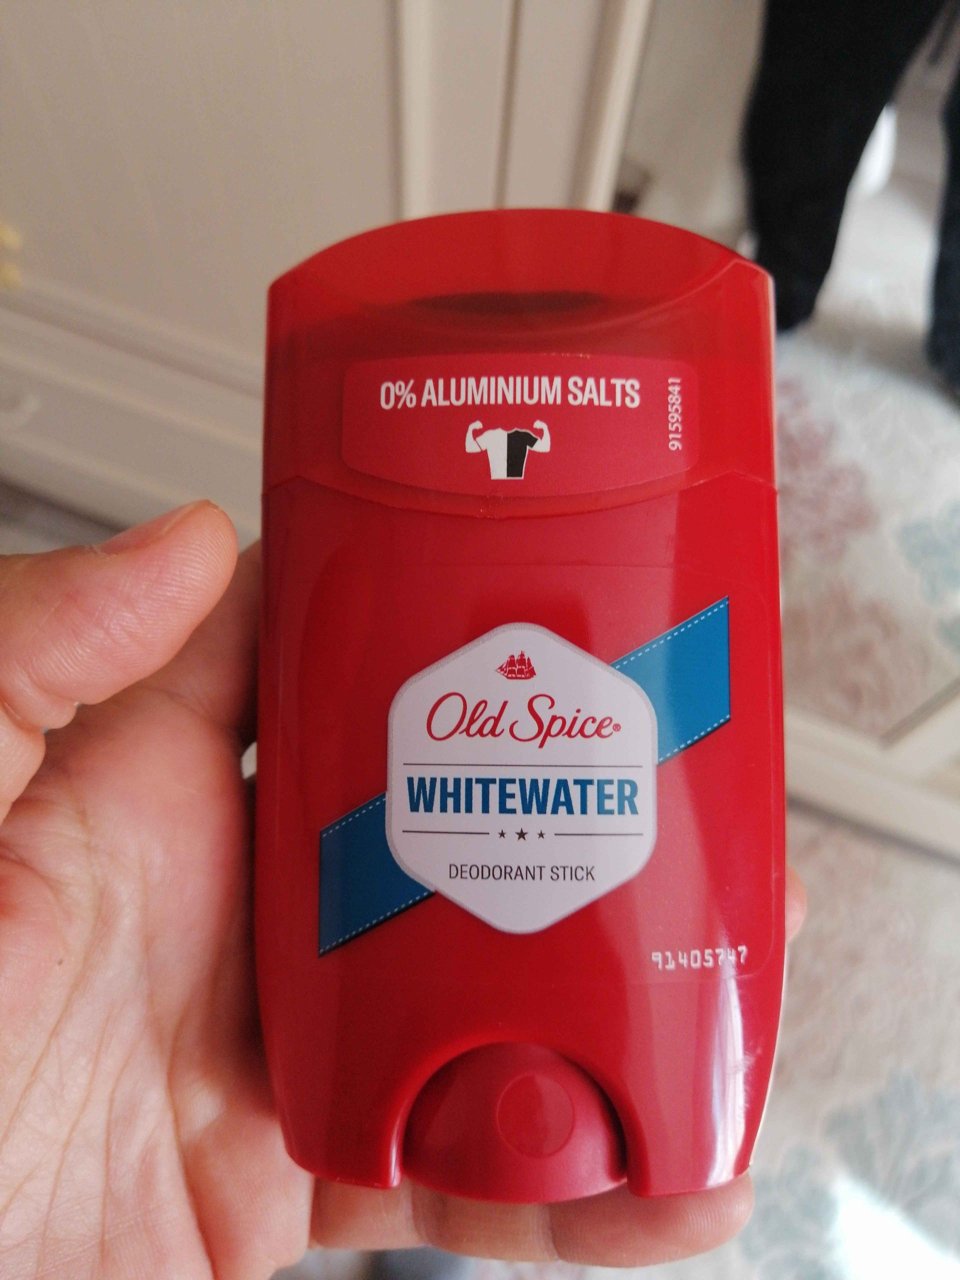 0% ALUMINIUM SALTS
91595841
Old Spice®
WHITEWATER
DEODORANT STICK
91405747